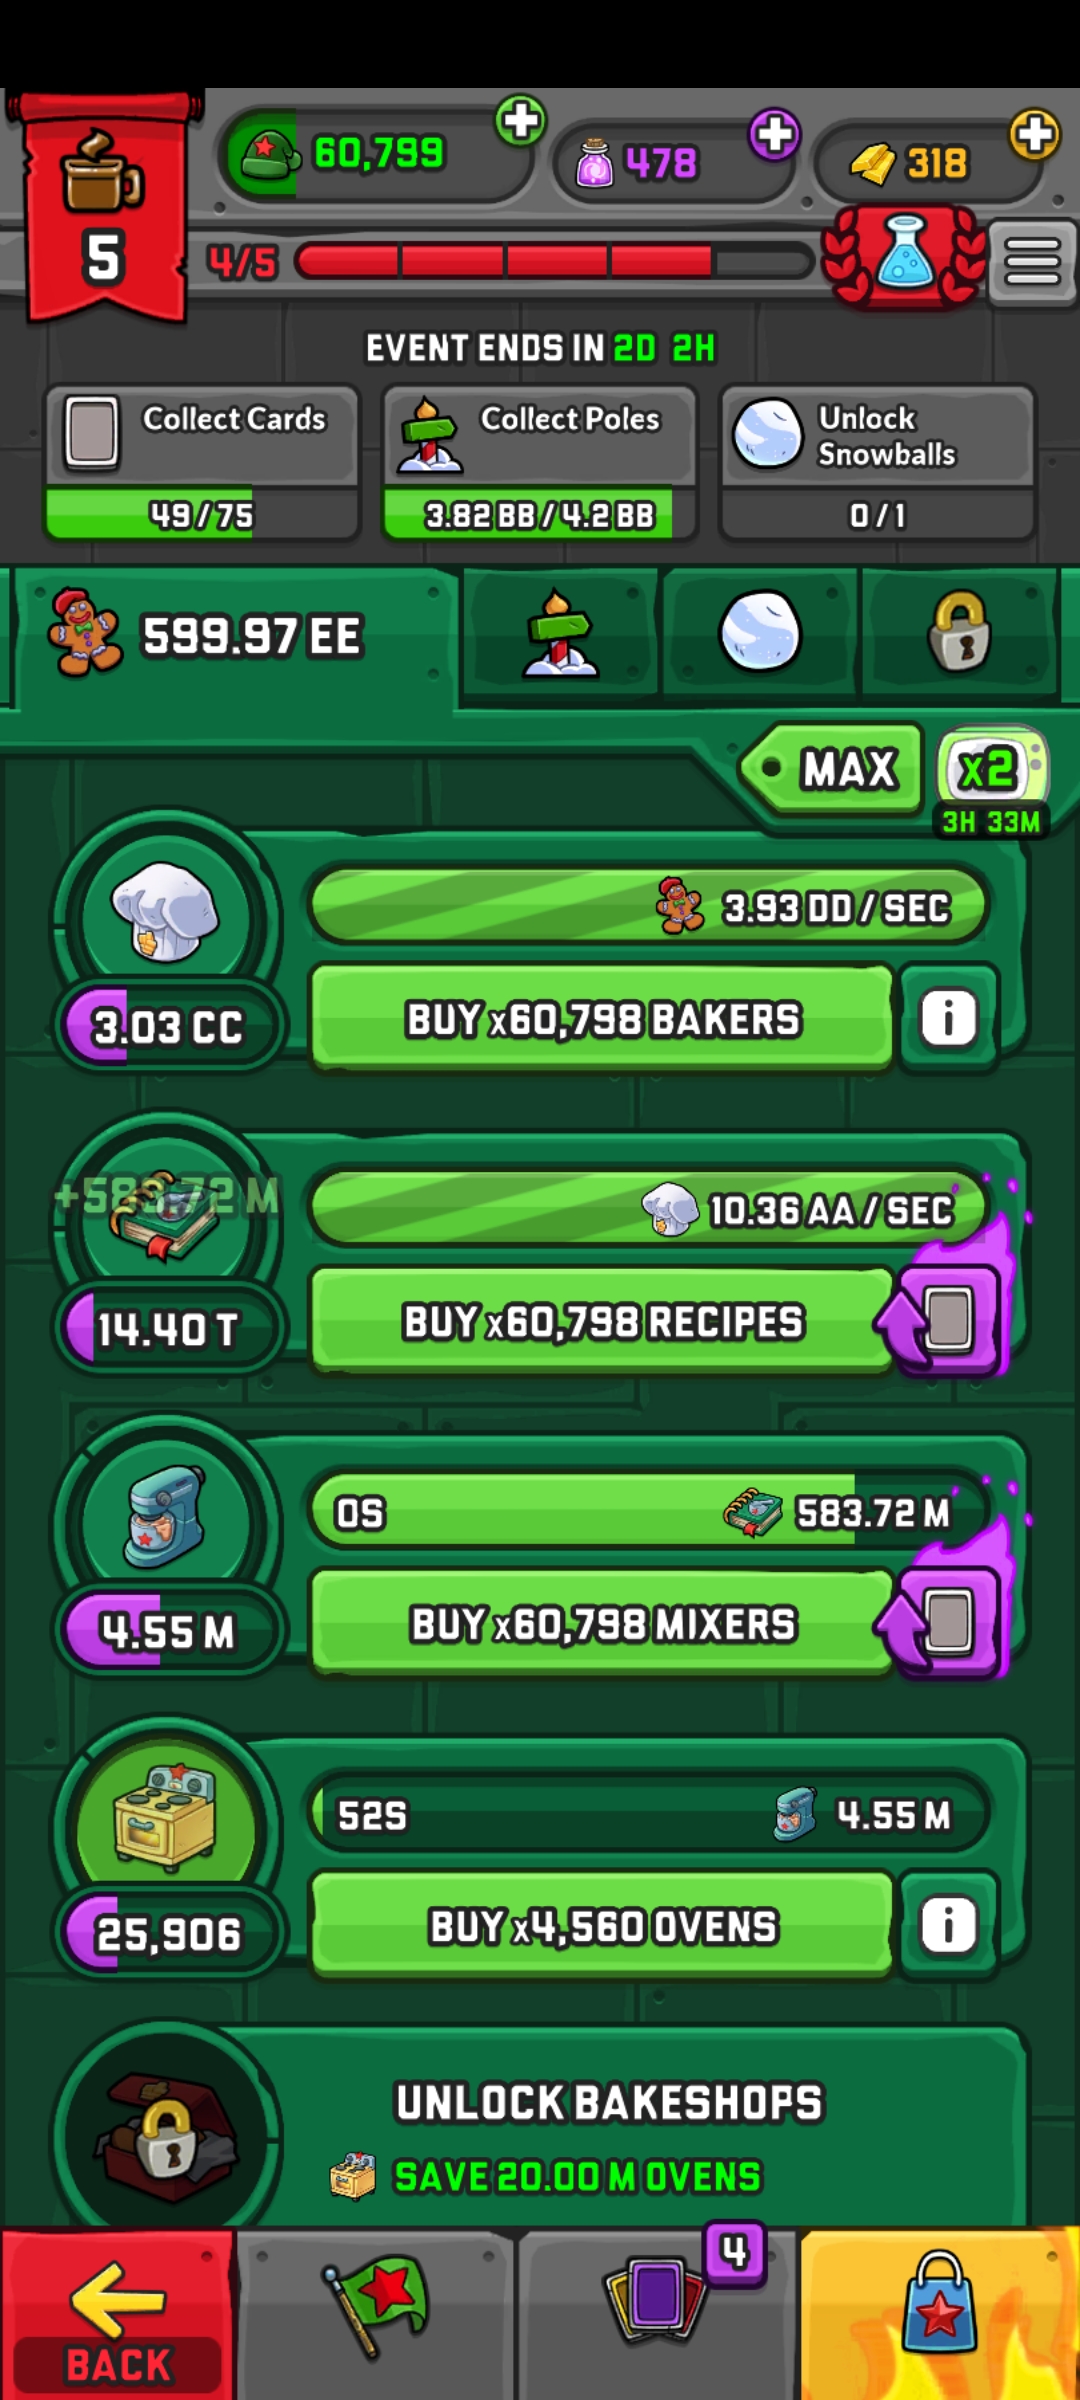 60,799
478
318
5
4/5
EVENT ENDS IN 2D 2H
Collect Cards
49/75
Collect Poles
3.82 BB/4.2 BB
Unlock
Snowballs
0/1
599.97 EE
MAX
x2
3H 33M
3.93 DD/SEC
3.03 CC
BUY x60,798 BAKERS
i
+583.72 M
10.36 AA/SEC
14.40 T
BUY x60,798 RECIPES
0S
583.72 M
4.55 M
BUY x60,798 MIXERS
52S
4.55 M
25,906
BUY x4,560 OVENS
i
UNLOCK BAKESHOPS
SAVE 20.00 M OVENS
4
BACK